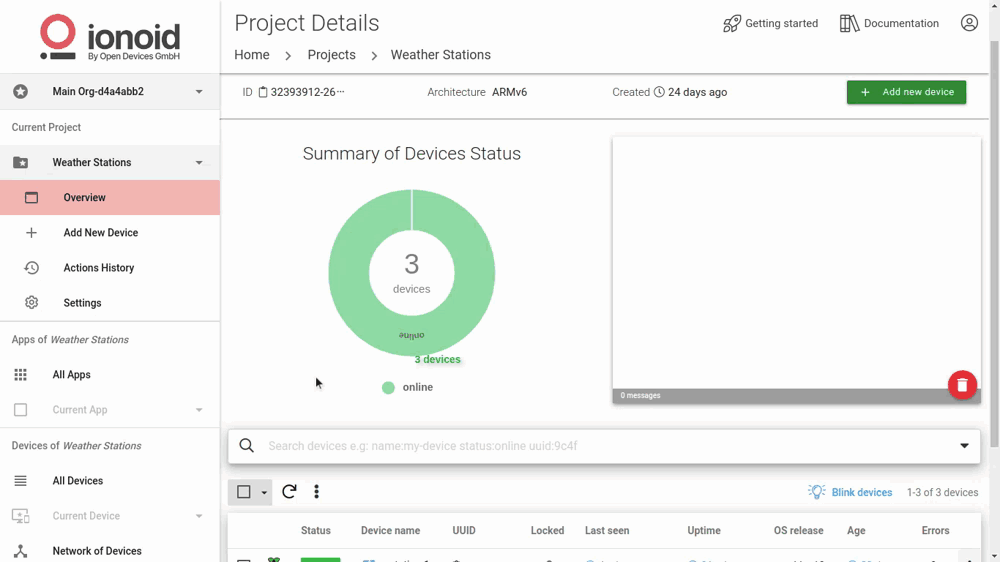 ionoid
By Open Devices GmbH
Main Org-d4a4abb2
Current Project
Weather Stations
Overview
Add New Device
Actions History
Settings
Apps of Weather Stations
All Apps
Current App
Devices of Weather Stations
All Devices
Current Device
Network of Devices
Project Details
Getting started
Documentation
Home > Projects > Weather Stations
ID 32393912-26···
Architecture ARMv6
Created 24 days ago
+ Add new device
Summary of Devices Status
3
devices
online
3 devices
online
0 messages
Search devices e.g: name:my-device status:online uuid:9c4f
Blink devices
1-3 of 3 devices
Status Device name UUID Locked Last seen Uptime OS release Age Errors